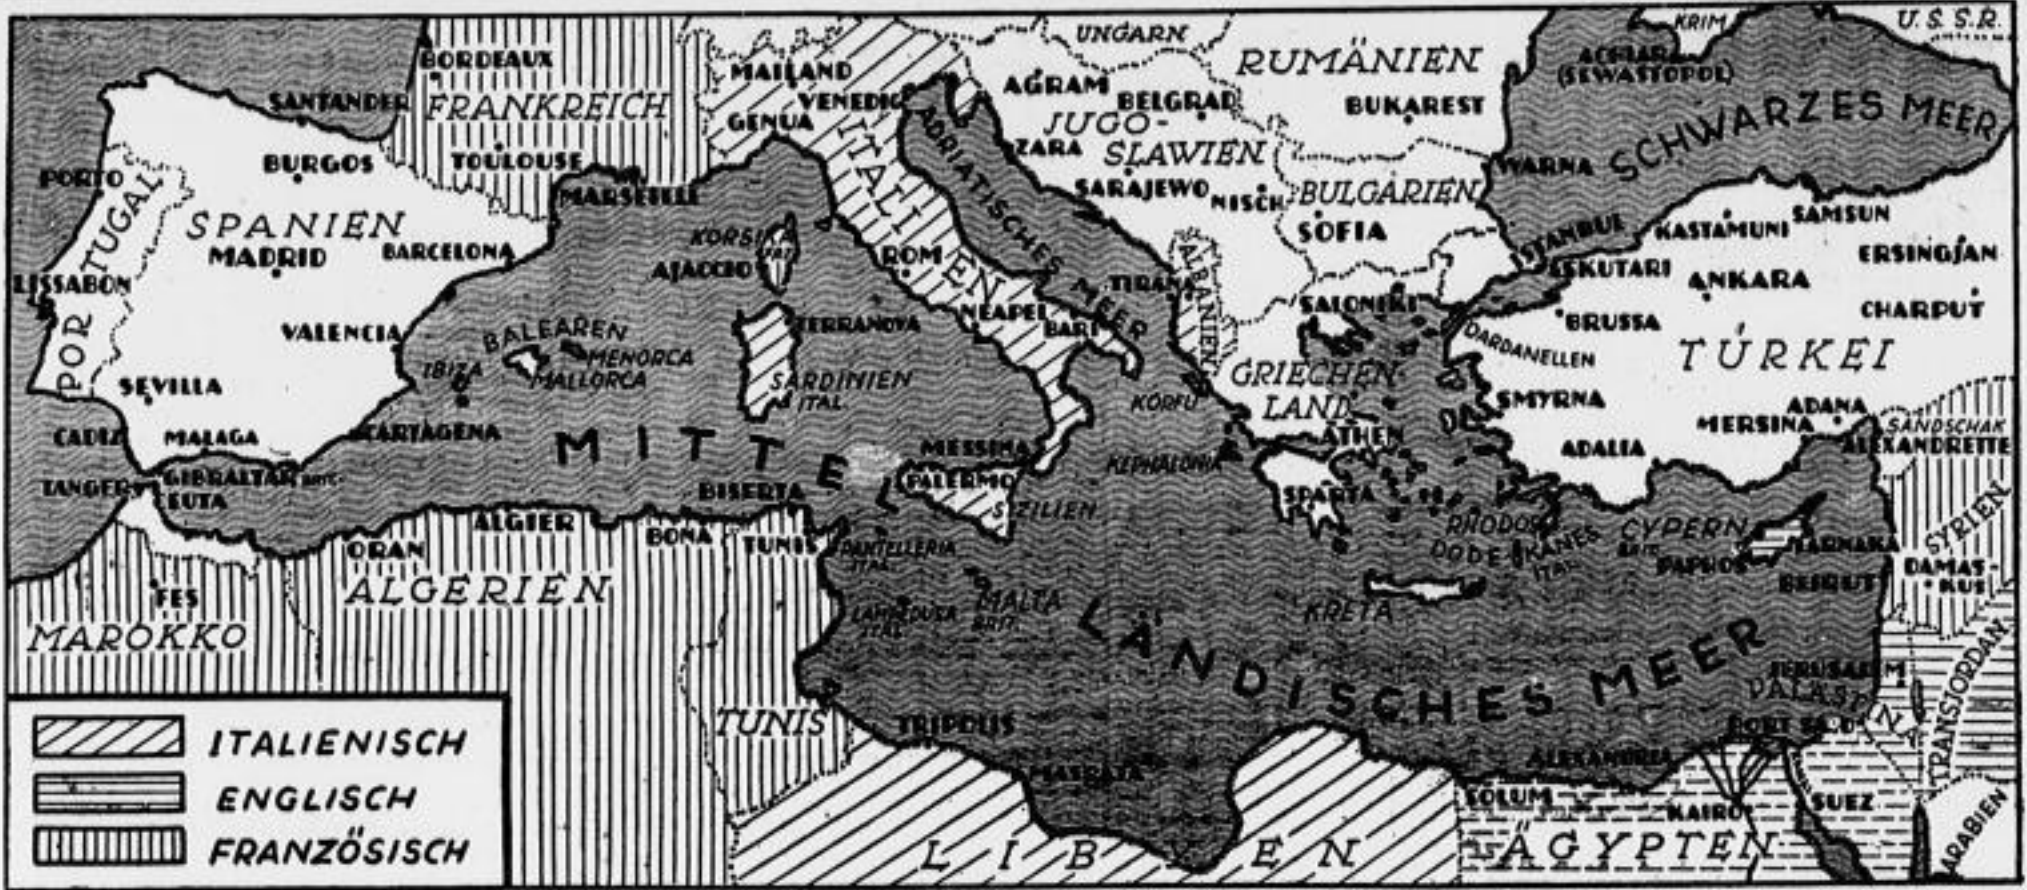 U.S.S.R.
KRIM
UNGARN
RUMÄNIEN
BORDEAUX
FRANKREICH
MAILAND
VENEDIG
GENUA
AGRAM
BELGRAD
BUKAREST
(SEWASTOPOL)
SCHWARZES MEER
SANTANDER
BURGOS
TOULOUSE
MARSEILLE
ITALIEN
ADRIATISCHES MEER
JUGO-
SLAWIEN
ZARA
SARAJEWO
NISCH
BULGARIEN
SOFIA
WARNA
PORTO
PORTUGAL
SPANIEN
MADRID
BARCELONA
LISSABON
VALENCIA
SEVILLA
KORSIKA
AJACCIO
ROM
NEAPEL
BARI
TIRANA
ALBANIEN
SALONIKI
ISTANBUL
ESKUTARI
KASTAMUNI
SAMSUN
ERSINGJAN
ANKARA
CHARPUT
BRUSSA
DARDANELLEN
TÜRKEI
BALEAREN
IBIZA
MENORCA
MALLORCA
TERRANOVA
SARDINIEN
ITAL.
KORFU
GRIECHEN-
LAND
SMYRNA
ADANA
MERSINA
ADALIA
SANDSCHAK
ALEXANDRETTE
CADIZ
MALAGA
CARTAGENA
GIBRALTAR BRIT.
TANGER
EUTA
MITTEL
LÄNDISCHES MEER
MESSINA
PALERMO
SIZILIEN
KEPHALONIA
ATHEN
SPARTA
RHODOS
DODEKANES
ITAL.
CYPERN
BRIT.
PAPHOS
LARNAKA
SYRIEN
DAMAS-
KUS
BEIRUT
BISERTA
ALGIER
BONA
TUNIS
ORAN
PANTELLERIA
ITAL.
LAMPEDUSA
ITAL.
MALTA
BRIT.
KRETA
FES
MAROKKO
ALGERIEN
TUNIS
TRIPOLIS
MASRATA
JERUSALEM
PALÄSTINA
TRANSJORDAN
PORT SAID
ALEXANDRIA
SOLUM
KAIRO
SUEZ
ÄGYPTEN
ARABIEN
LIBYEN
ITALIENISCH
ENGLISCH
FRANZÖSISCH